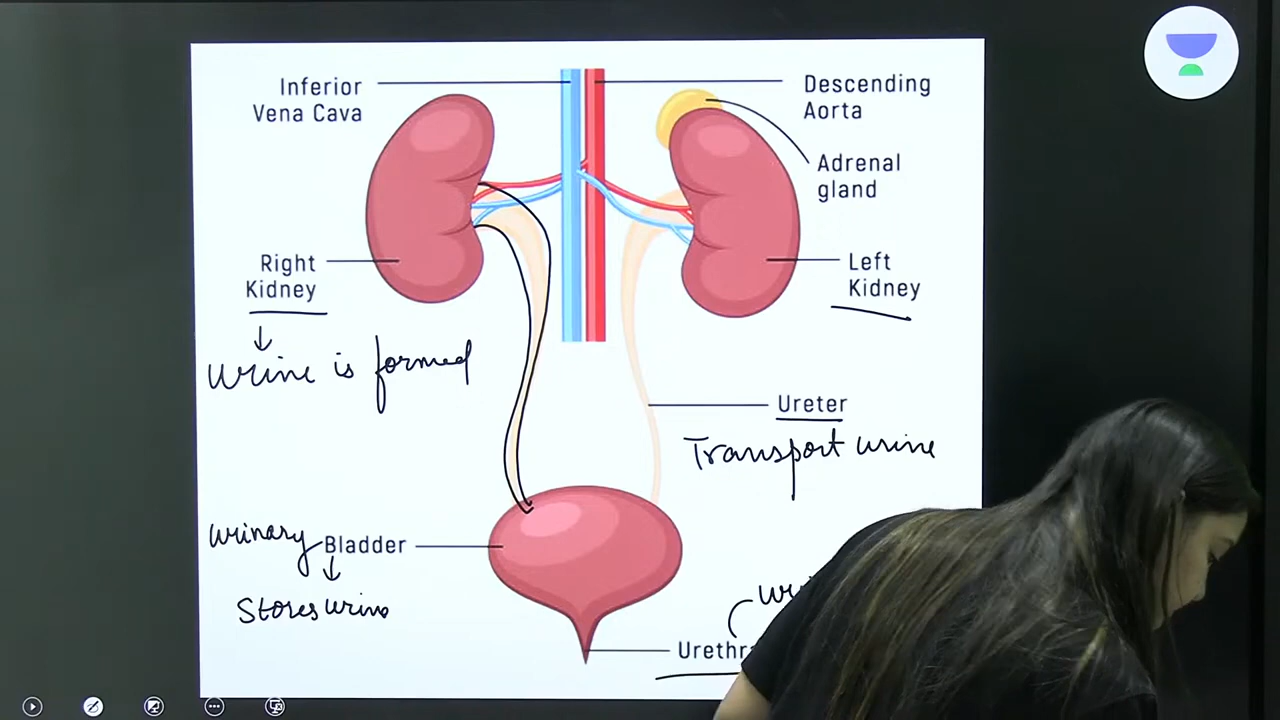 Inferior
Vena Cava
Descending
Aorta
Adrenal
gland
Right
Kidney
Left
Kidney
Urine is formed
Ureter
Transport urine
Urinary Bladder
Stores urine
Urethra